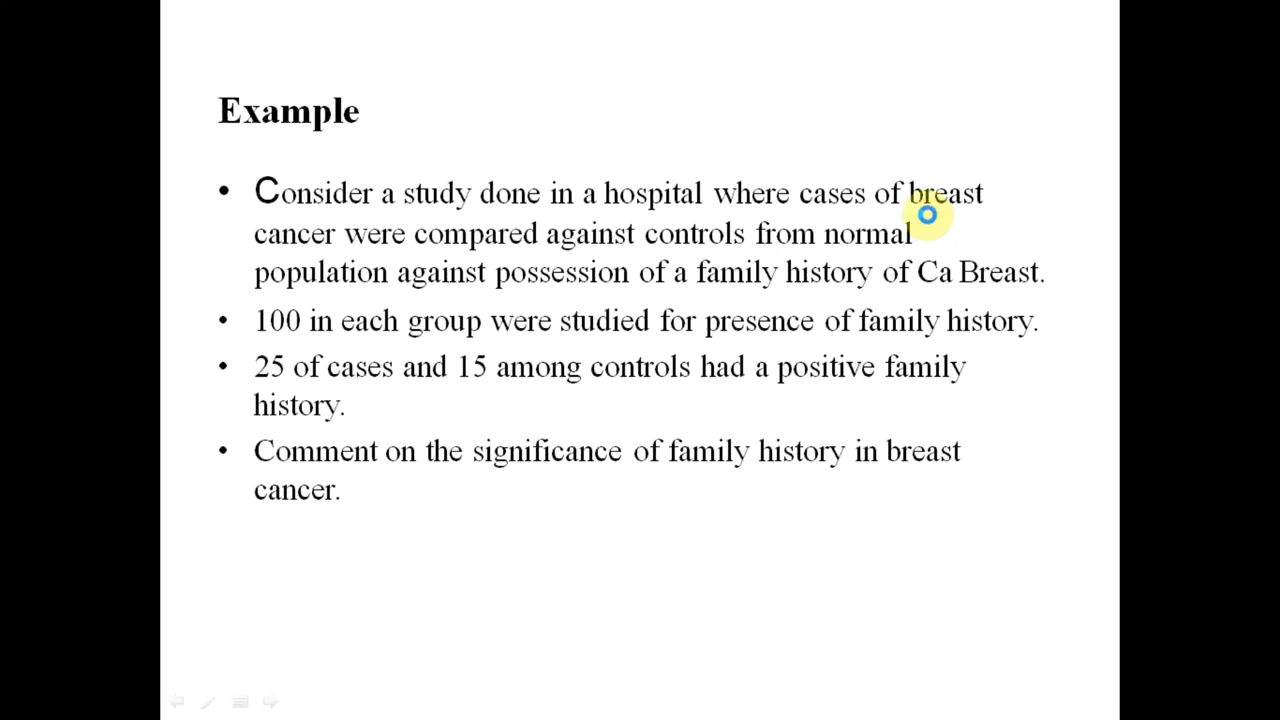 Example
• Consider a study done in a hospital where cases of breast
cancer were compared against controls from normal
population against possession of a family history of Ca Breast.
• 100 in each group were studied for presence of family history.
• 25 of cases and 15 among controls had a positive family
history.
• Comment on the significance of family history in breast
cancer.